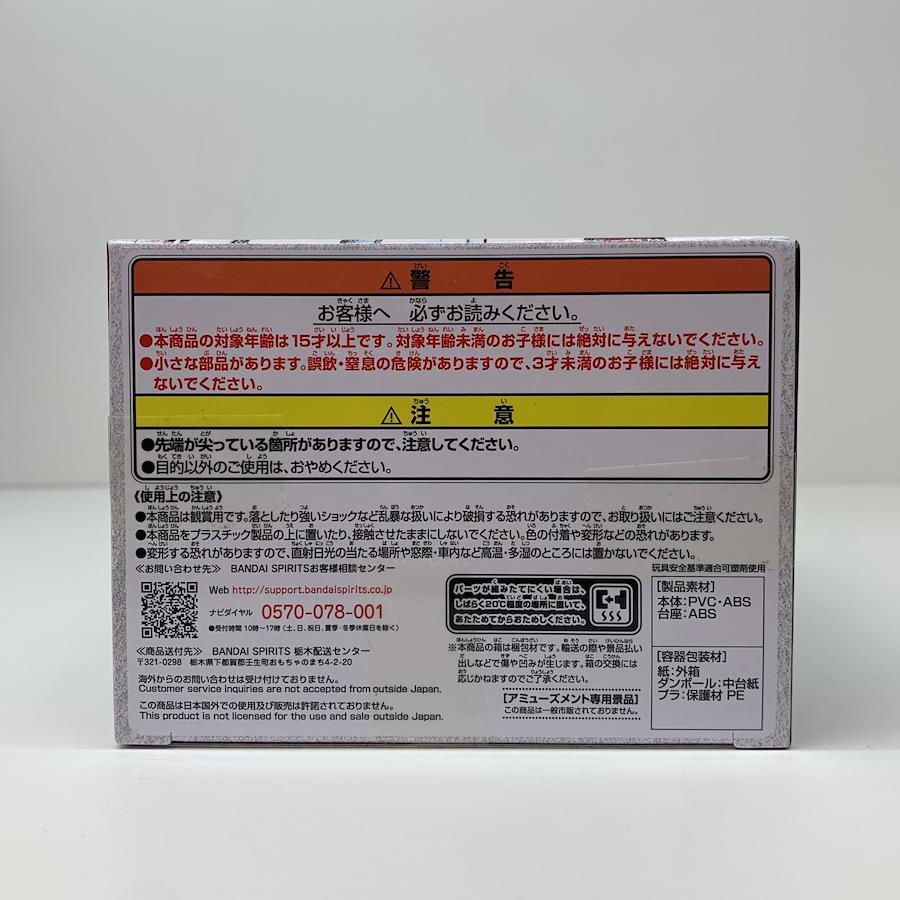 ⚠警告
お客様へ 必ずお読みください。
●本商品の対象年齢は15才以上です。対象年齢未満のお子様には絶対に与えないでください。
●小さな部品があります。誤飲・窒息の危険がありますので、3才未満のお子様には絶対に与え
ないでください。
⚠注意
●先端が尖っている箇所がありますので、注意してください。
●目的以外のご使用は、おやめください。
《使用上の注意》
●本商品は観賞用です。落としたり強いショックなど乱暴な扱いにより破損する恐れがありますので、お取り扱いにはご注意ください。
●本商品をプラスチック製品の上に置いたり、接触させたままにしないでください。色の付着や変形などの恐れがあります。
●変形する恐れがありますので、直射日光の当たる場所や窓際・車内など高温・多湿のところには置かないでください。
≪お問い合わせ先≫ BANDAI SPIRITSお客様相談センター
Web http://support.bandaispirits.co.jp
ナビダイヤル 0570-078-001
●受付時間 10時～17時(土、日、祝日、夏季・冬季休業日を除く)
≪商品送付先≫ BANDAI SPIRITS 栃木配送センター
〒321-0298 栃木県下都賀郡壬生町おもちゃのまち4-2-20
海外からのお問い合わせは受け付けておりません。
Customer service inquiries are not accepted from outside Japan.
この商品は日本国外での使用及び販売は許諾されておりません。
This product is not licensed for the use and sale outside Japan.
パーツが組みたてにくい場合は、
しばらく20℃程度の場所に置いて、
あたためてからおためしください。
※本商品の箱は梱包材です。輸送の際や景品払い
出しなどで傷や凹みが生じます。箱の交換には
応じかねますのでご了承ください。
[アミューズメント専用景品]
この商品は一般市販されておりません。
玩具安全基準適合可塑剤使用
[製品素材]
本体：PVC・ABS
台座：ABS
[容器包装材]
紙：外箱
ダンボール：中台紙
プラ：保護材 PE